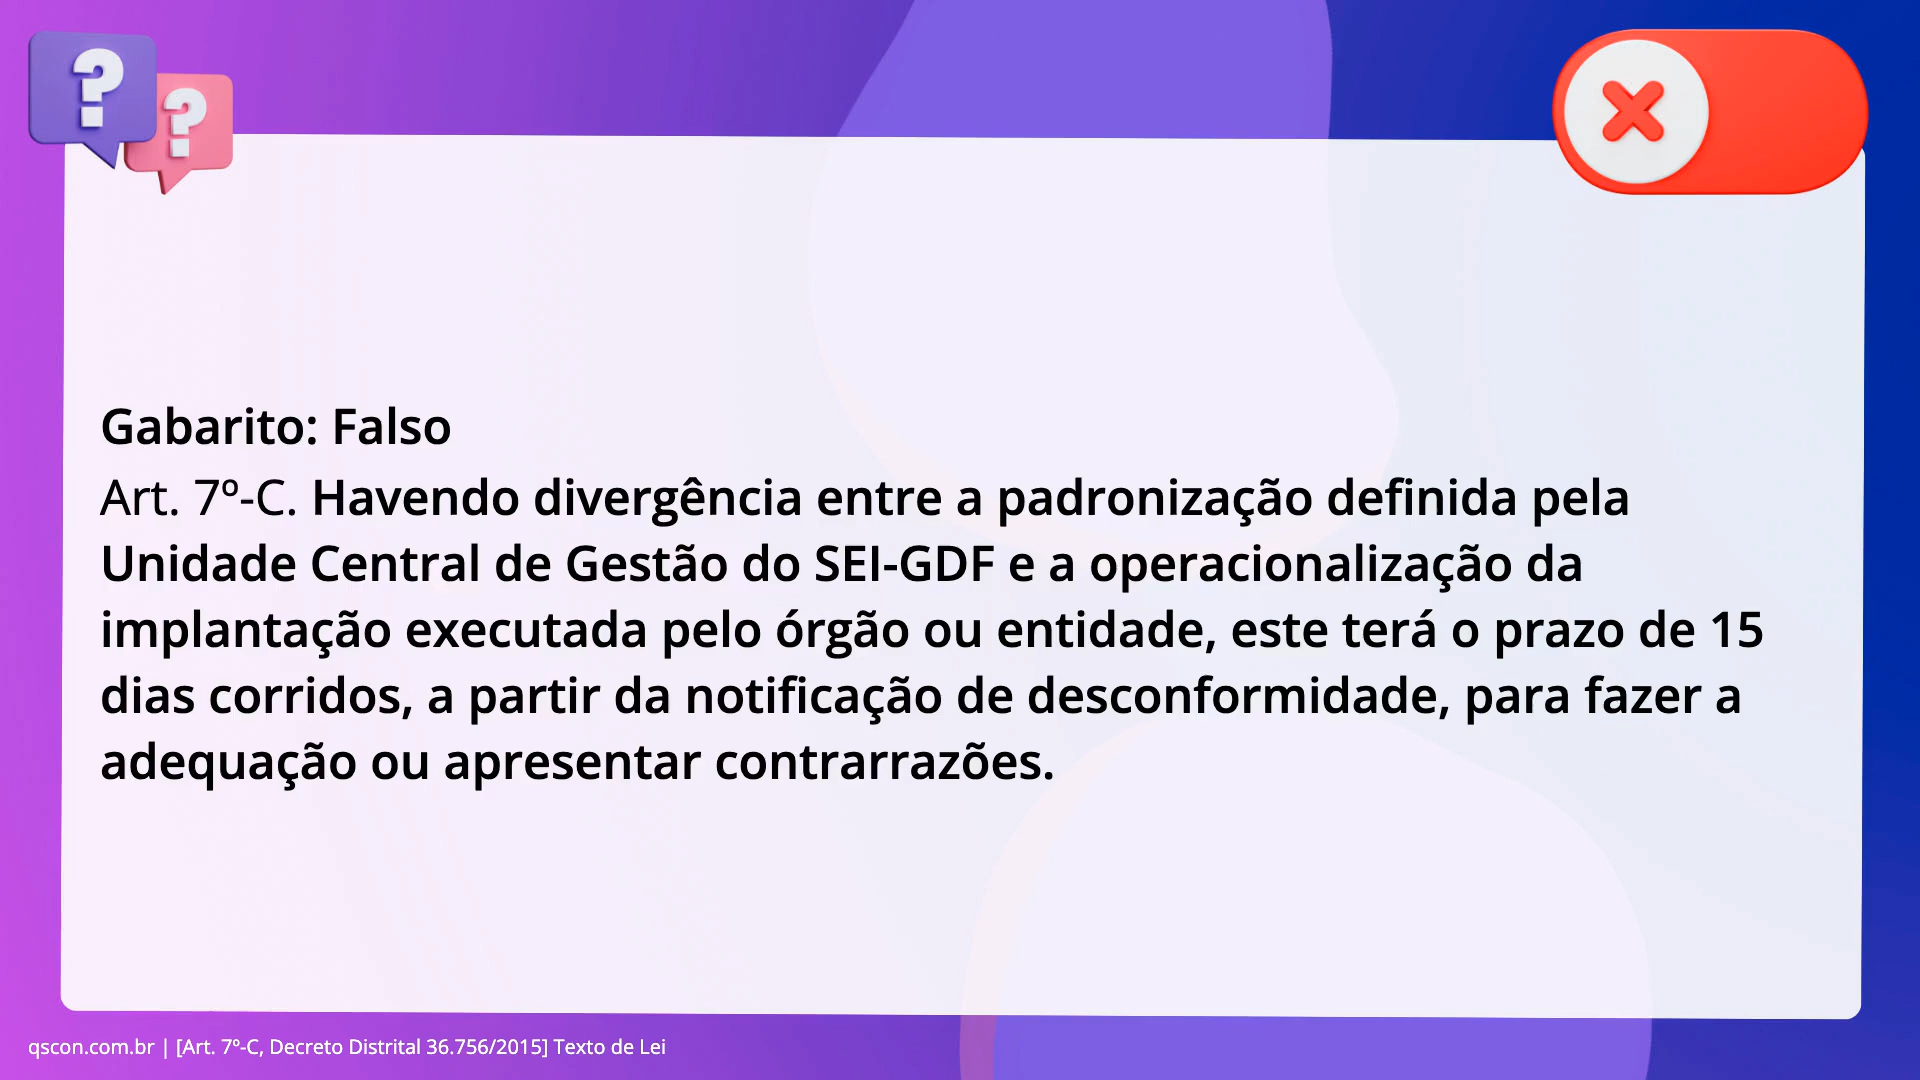 Gabarito: Falso
Art. 7º-C. Havendo divergência entre a padronização definida pela
Unidade Central de Gestão do SEI-GDF e a operacionalização da
implantação executada pelo órgão ou entidade, este terá o prazo de 15
dias corridos, a partir da notificação de desconformidade, para fazer a
adequação ou apresentar contrarrazões.
qscon.com.br | [Art. 7º-C, Decreto Distrital 36.756/2015] Texto de Lei